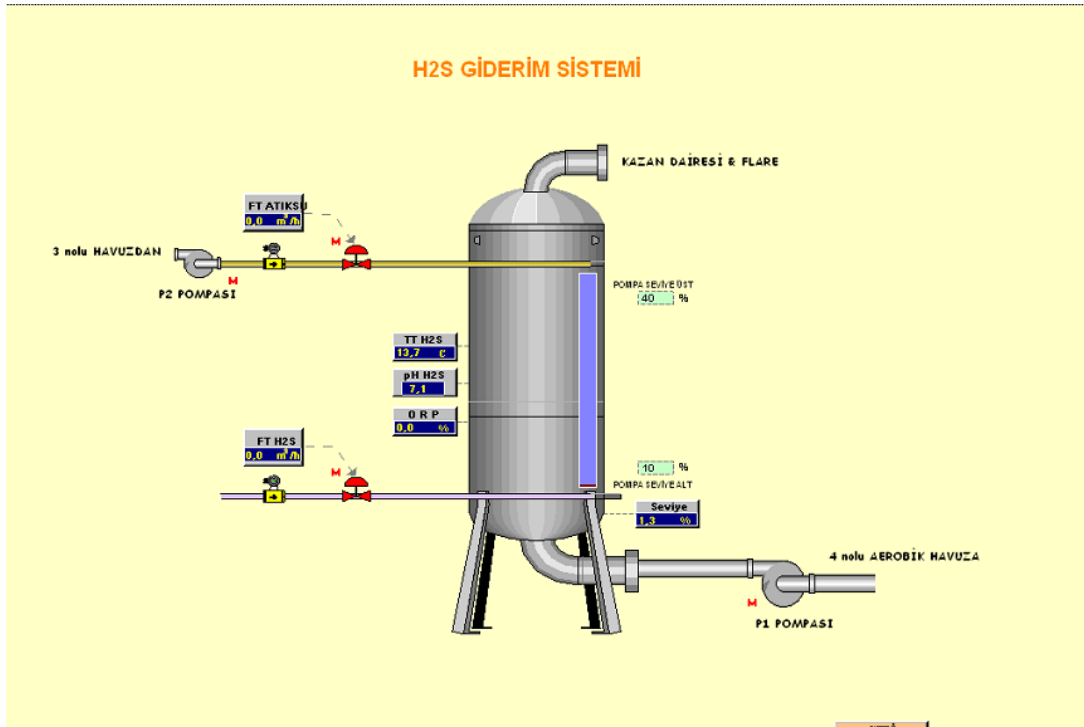 H2S GİDERİM SİSTEMİ
KAZAN DAİRESİ & FLARE
FT ATIKSU
0,0 m³/h
M
3 nolu HAVUZDAN
M
P2 POMPASI
POMPA SEVİYE ÜST
40 %
TT H2S
13,7 C
pH H2S
7,1
O R P
0,0 %
FT H2S
0,0 m³/h
M
10 %
POMPA SEVİYE ALT
Seviye
1,3 %
4 nolu AEROBİK HAVUZA
M
P1 POMPASI